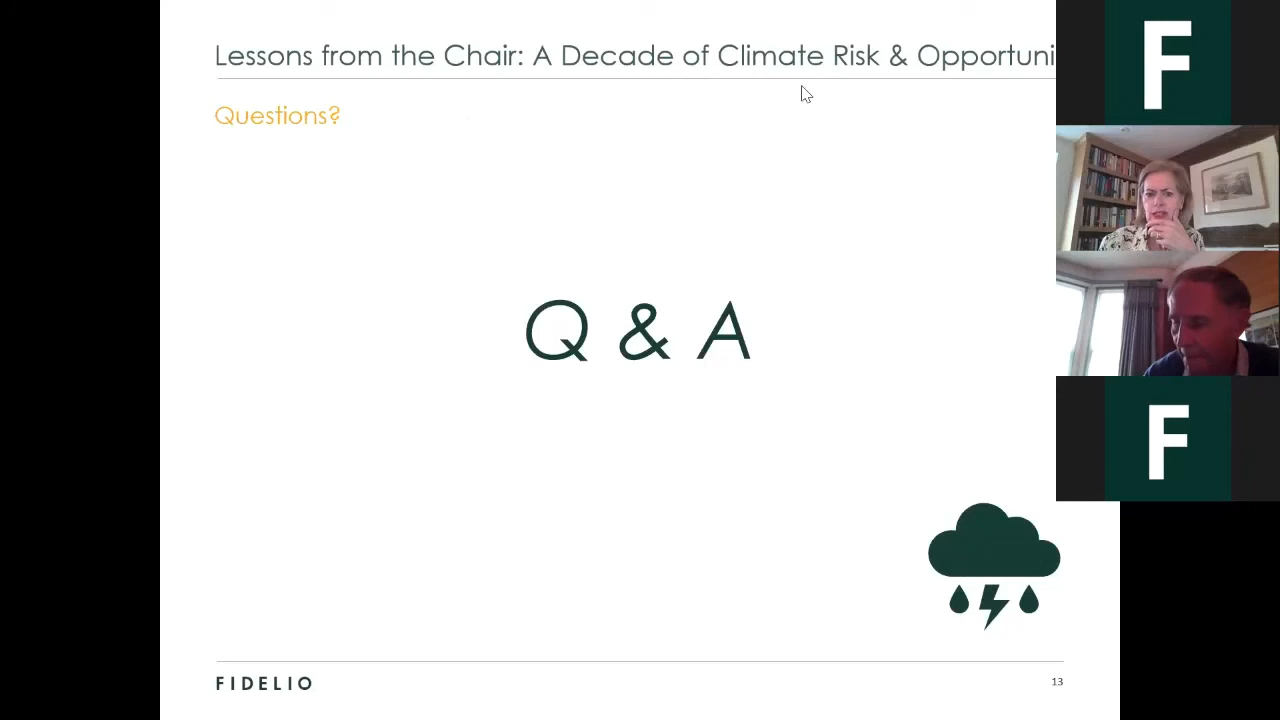 Lessons from the Chair: A Decade of Climate Risk & Opportuni
Questions?
Q & A
FIDELIO
13
F
F